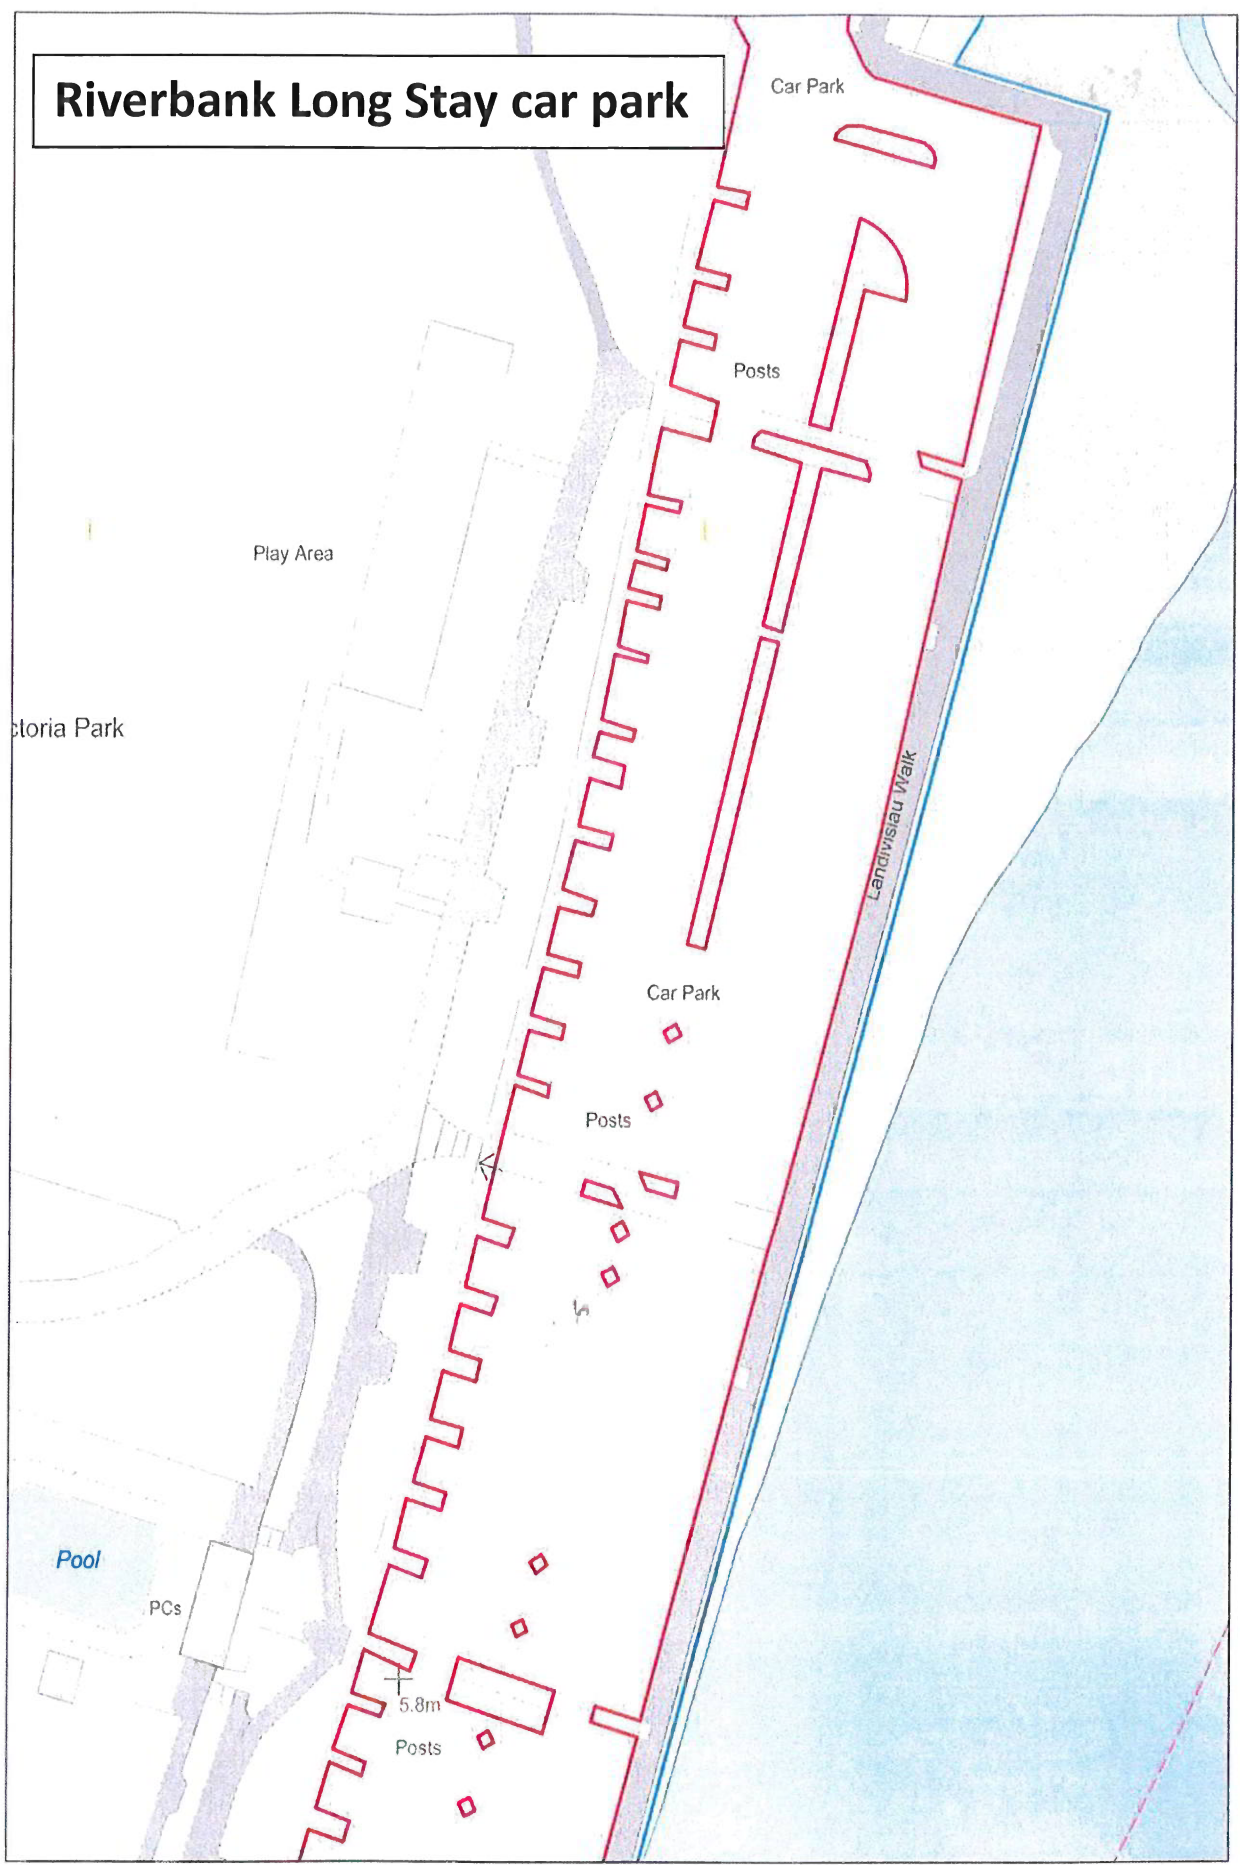 Riverbank Long Stay car park
Car Park
Posts
Play Area
ctoria Park
Landivisiau Walk
Car Park
Posts
Pool
PCs
5.8m
Posts